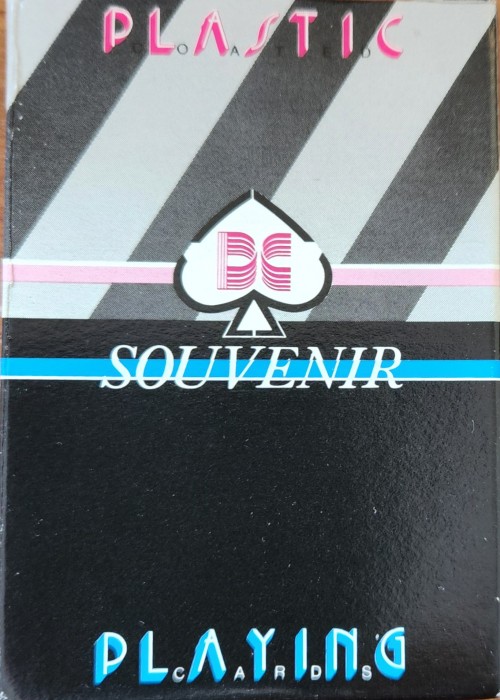 PLASTIC
COATED
DC
SOUVENIR
PLAYING
CARDS